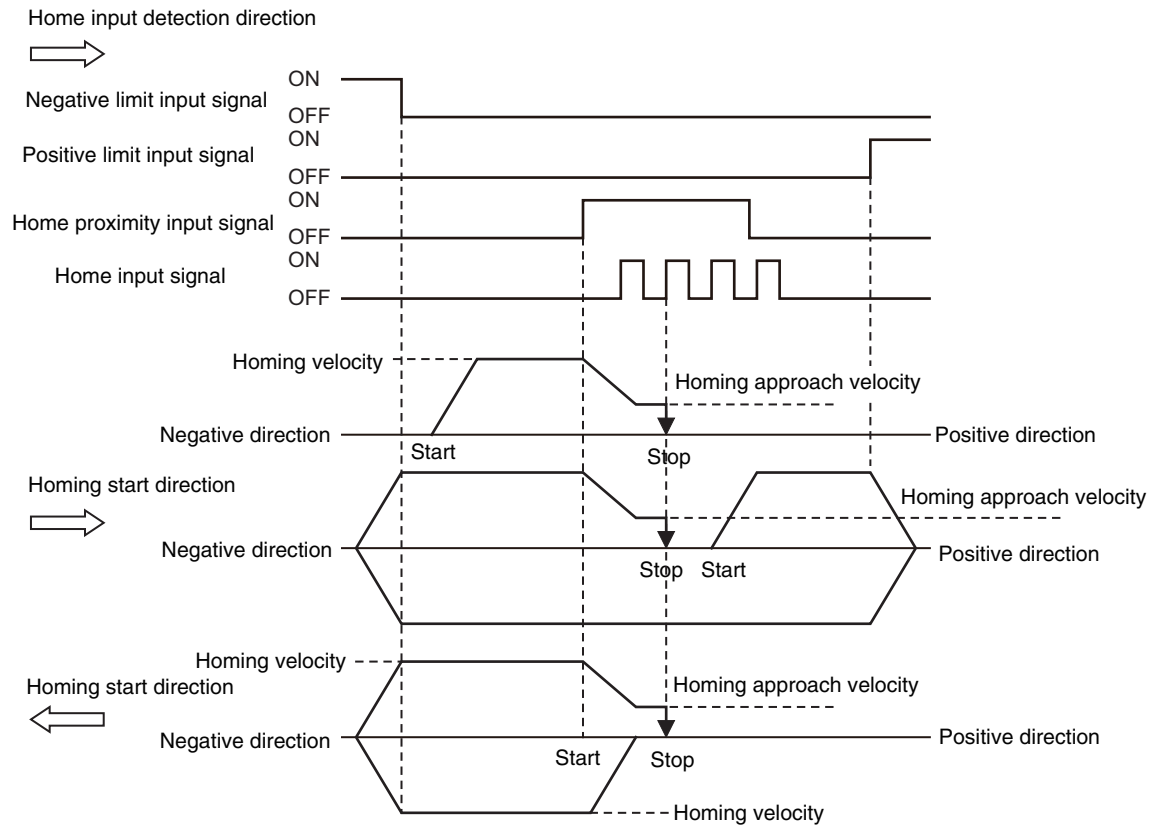 Home input detection direction
ON
Negative limit input signal
OFF
ON
Positive limit input signal
OFF
ON
Home proximity input signal
OFF
ON
Home input signal
OFF
Homing velocity
Homing approach velocity
Negative direction
Positive direction
Start
Stop
Homing start direction
Homing approach velocity
Negative direction
Positive direction
Stop
Start
Homing velocity
Homing start direction
Homing approach velocity
Negative direction
Positive direction
Start
Stop
Homing velocity